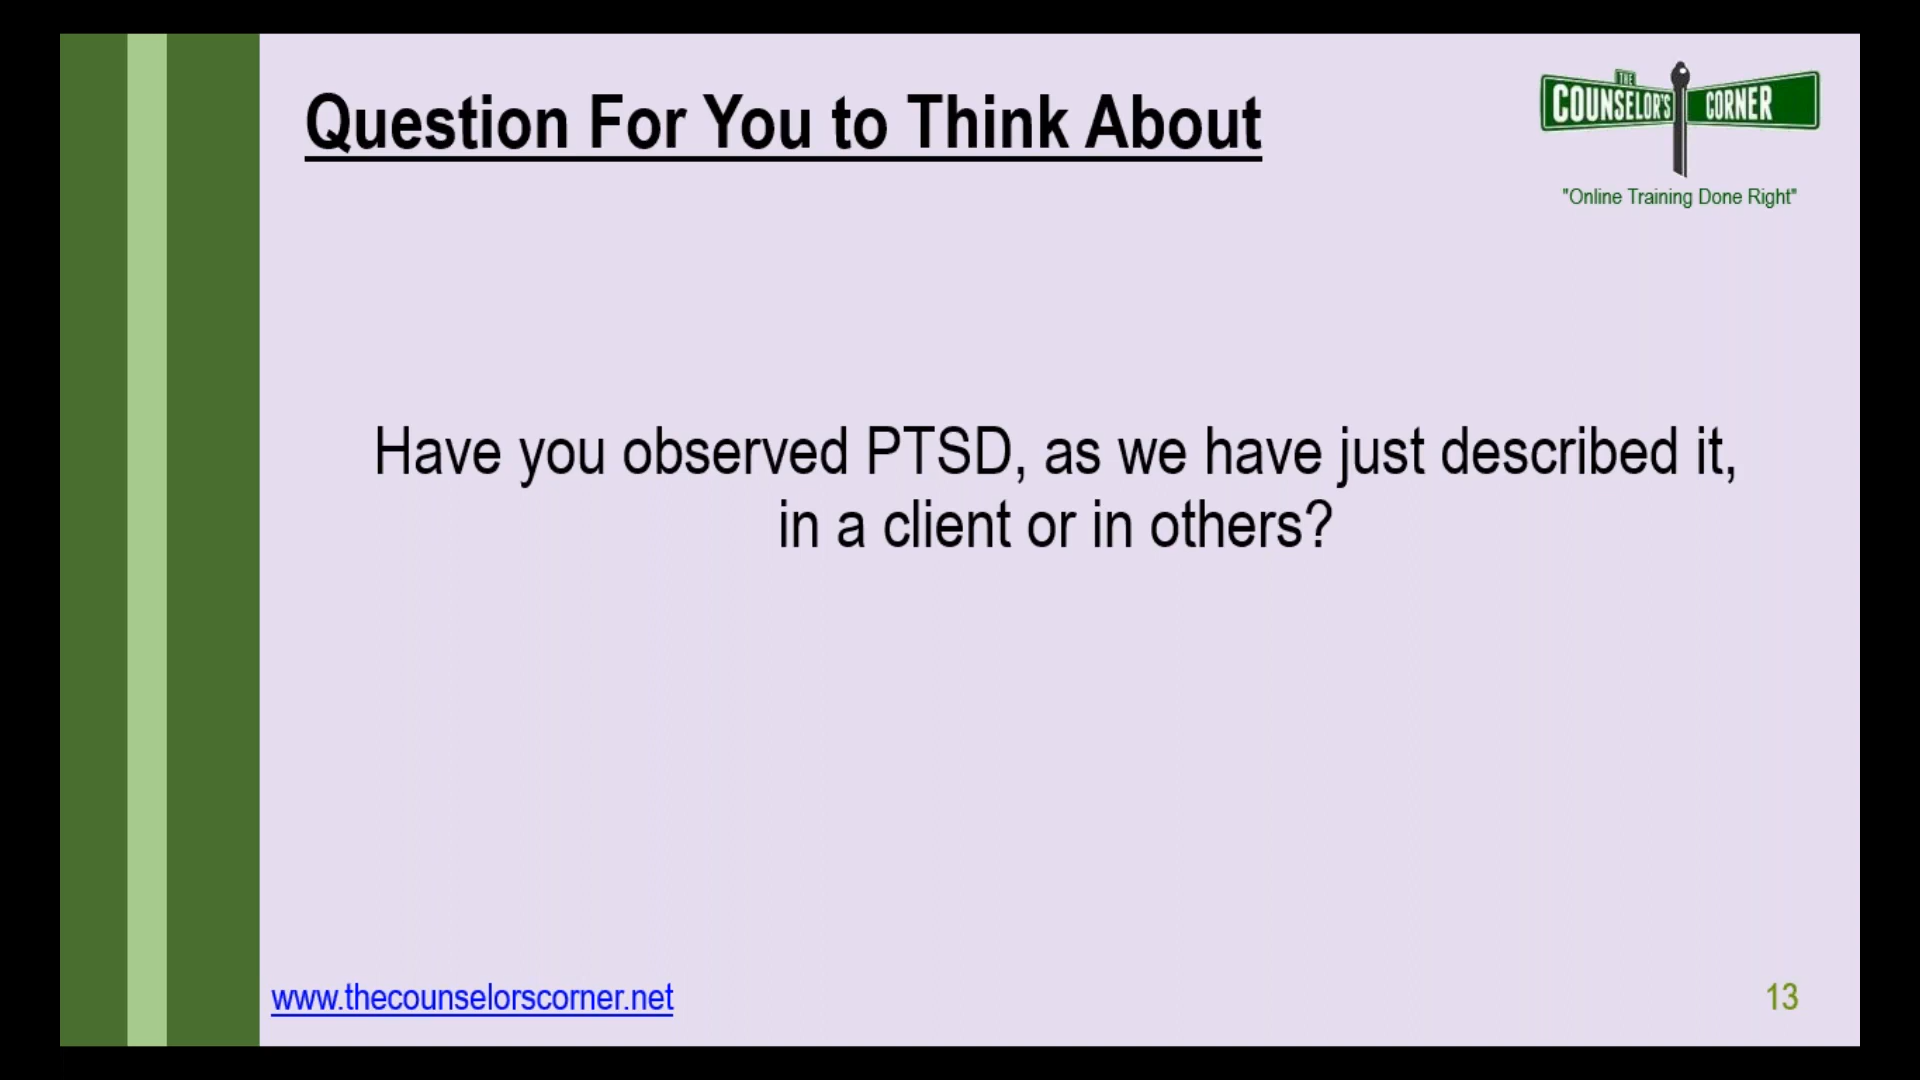 Question For You to Think About
THE
COUNSELOR'S CORNER
"Online Training Done Right"
Have you observed PTSD, as we have just described it,
in a client or in others?
www.thecounselorscorner.net
13